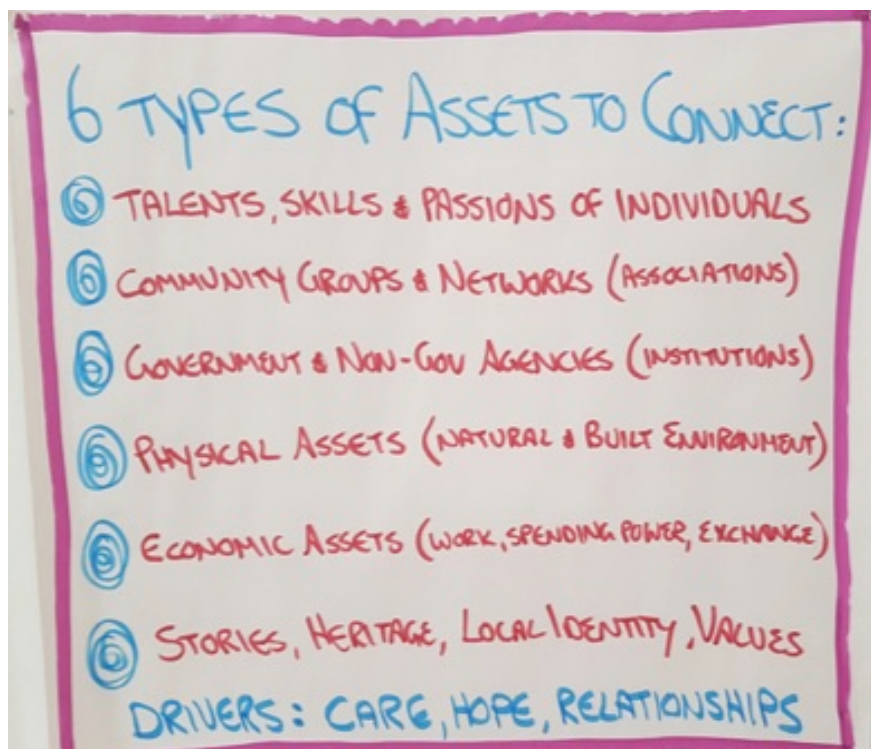 6 TYPES OF ASSETS TO CONNECT:
TALENTS, SKILLS & PASSIONS OF INDIVIDUALS
COMMUNITY GROUPS & NETWORKS (ASSOCIATIONS)
GOVERNMENT & NON-GOV AGENCIES (INSTITUTIONS)
PHYSICAL ASSETS (NATURAL & BUILT ENVIRONMENT)
ECONOMIC ASSETS (WORK, SPENDING POWER, EXCHANGE)
STORIES, HERITAGE, LOCAL IDENTITY, VALUES
DRIVERS: CARE, HOPE, RELATIONSHIPS